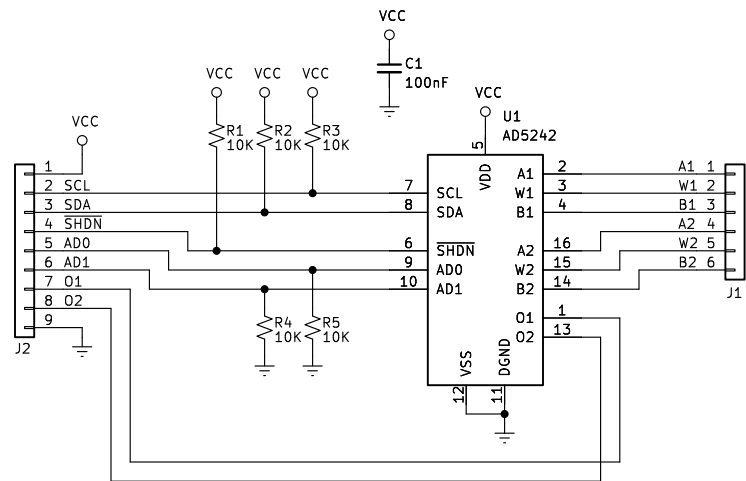 VCC
C1
100nF
VCC
VCC
VCC
R1
10K
R2
10K
R3
10K
VCC
VCC
U1
AD5242
5
VDD
1
2 SCL
3 SDA
4 SHDN
5 AD0
6 AD1
7 O1
8 O2
9
J2
7 SCL
8 SDA
6 SHDN
9 AD0
10 AD1
A1 2
W1 3
B1 4
A2 16
W2 15
B2 14
O1 1
O2 13
VSS
DGND
12
11
A1 1
W1 2
B1 3
A2 4
W2 5
B2 6
J1
R4
10K
R5
10K